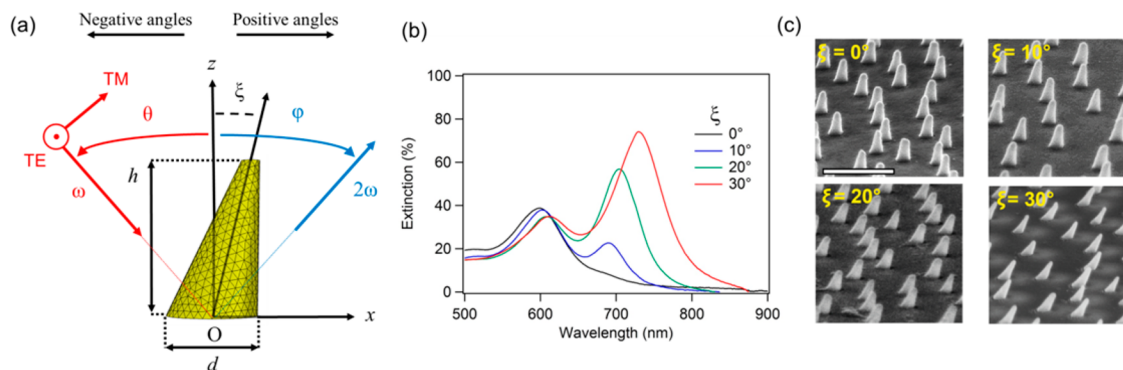 (a)
Negative angles
Positive angles
z
ξ
TM
θ
φ
TE
ω
h
2ω
O
x
d
(b)
100
80
60
40
20
0
Extinction (%)
ξ
0°
10°
20°
30°
500
600
700
800
900
Wavelength (nm)
(c)
ξ = 0°
ξ = 10°
ξ = 20°
ξ = 30°